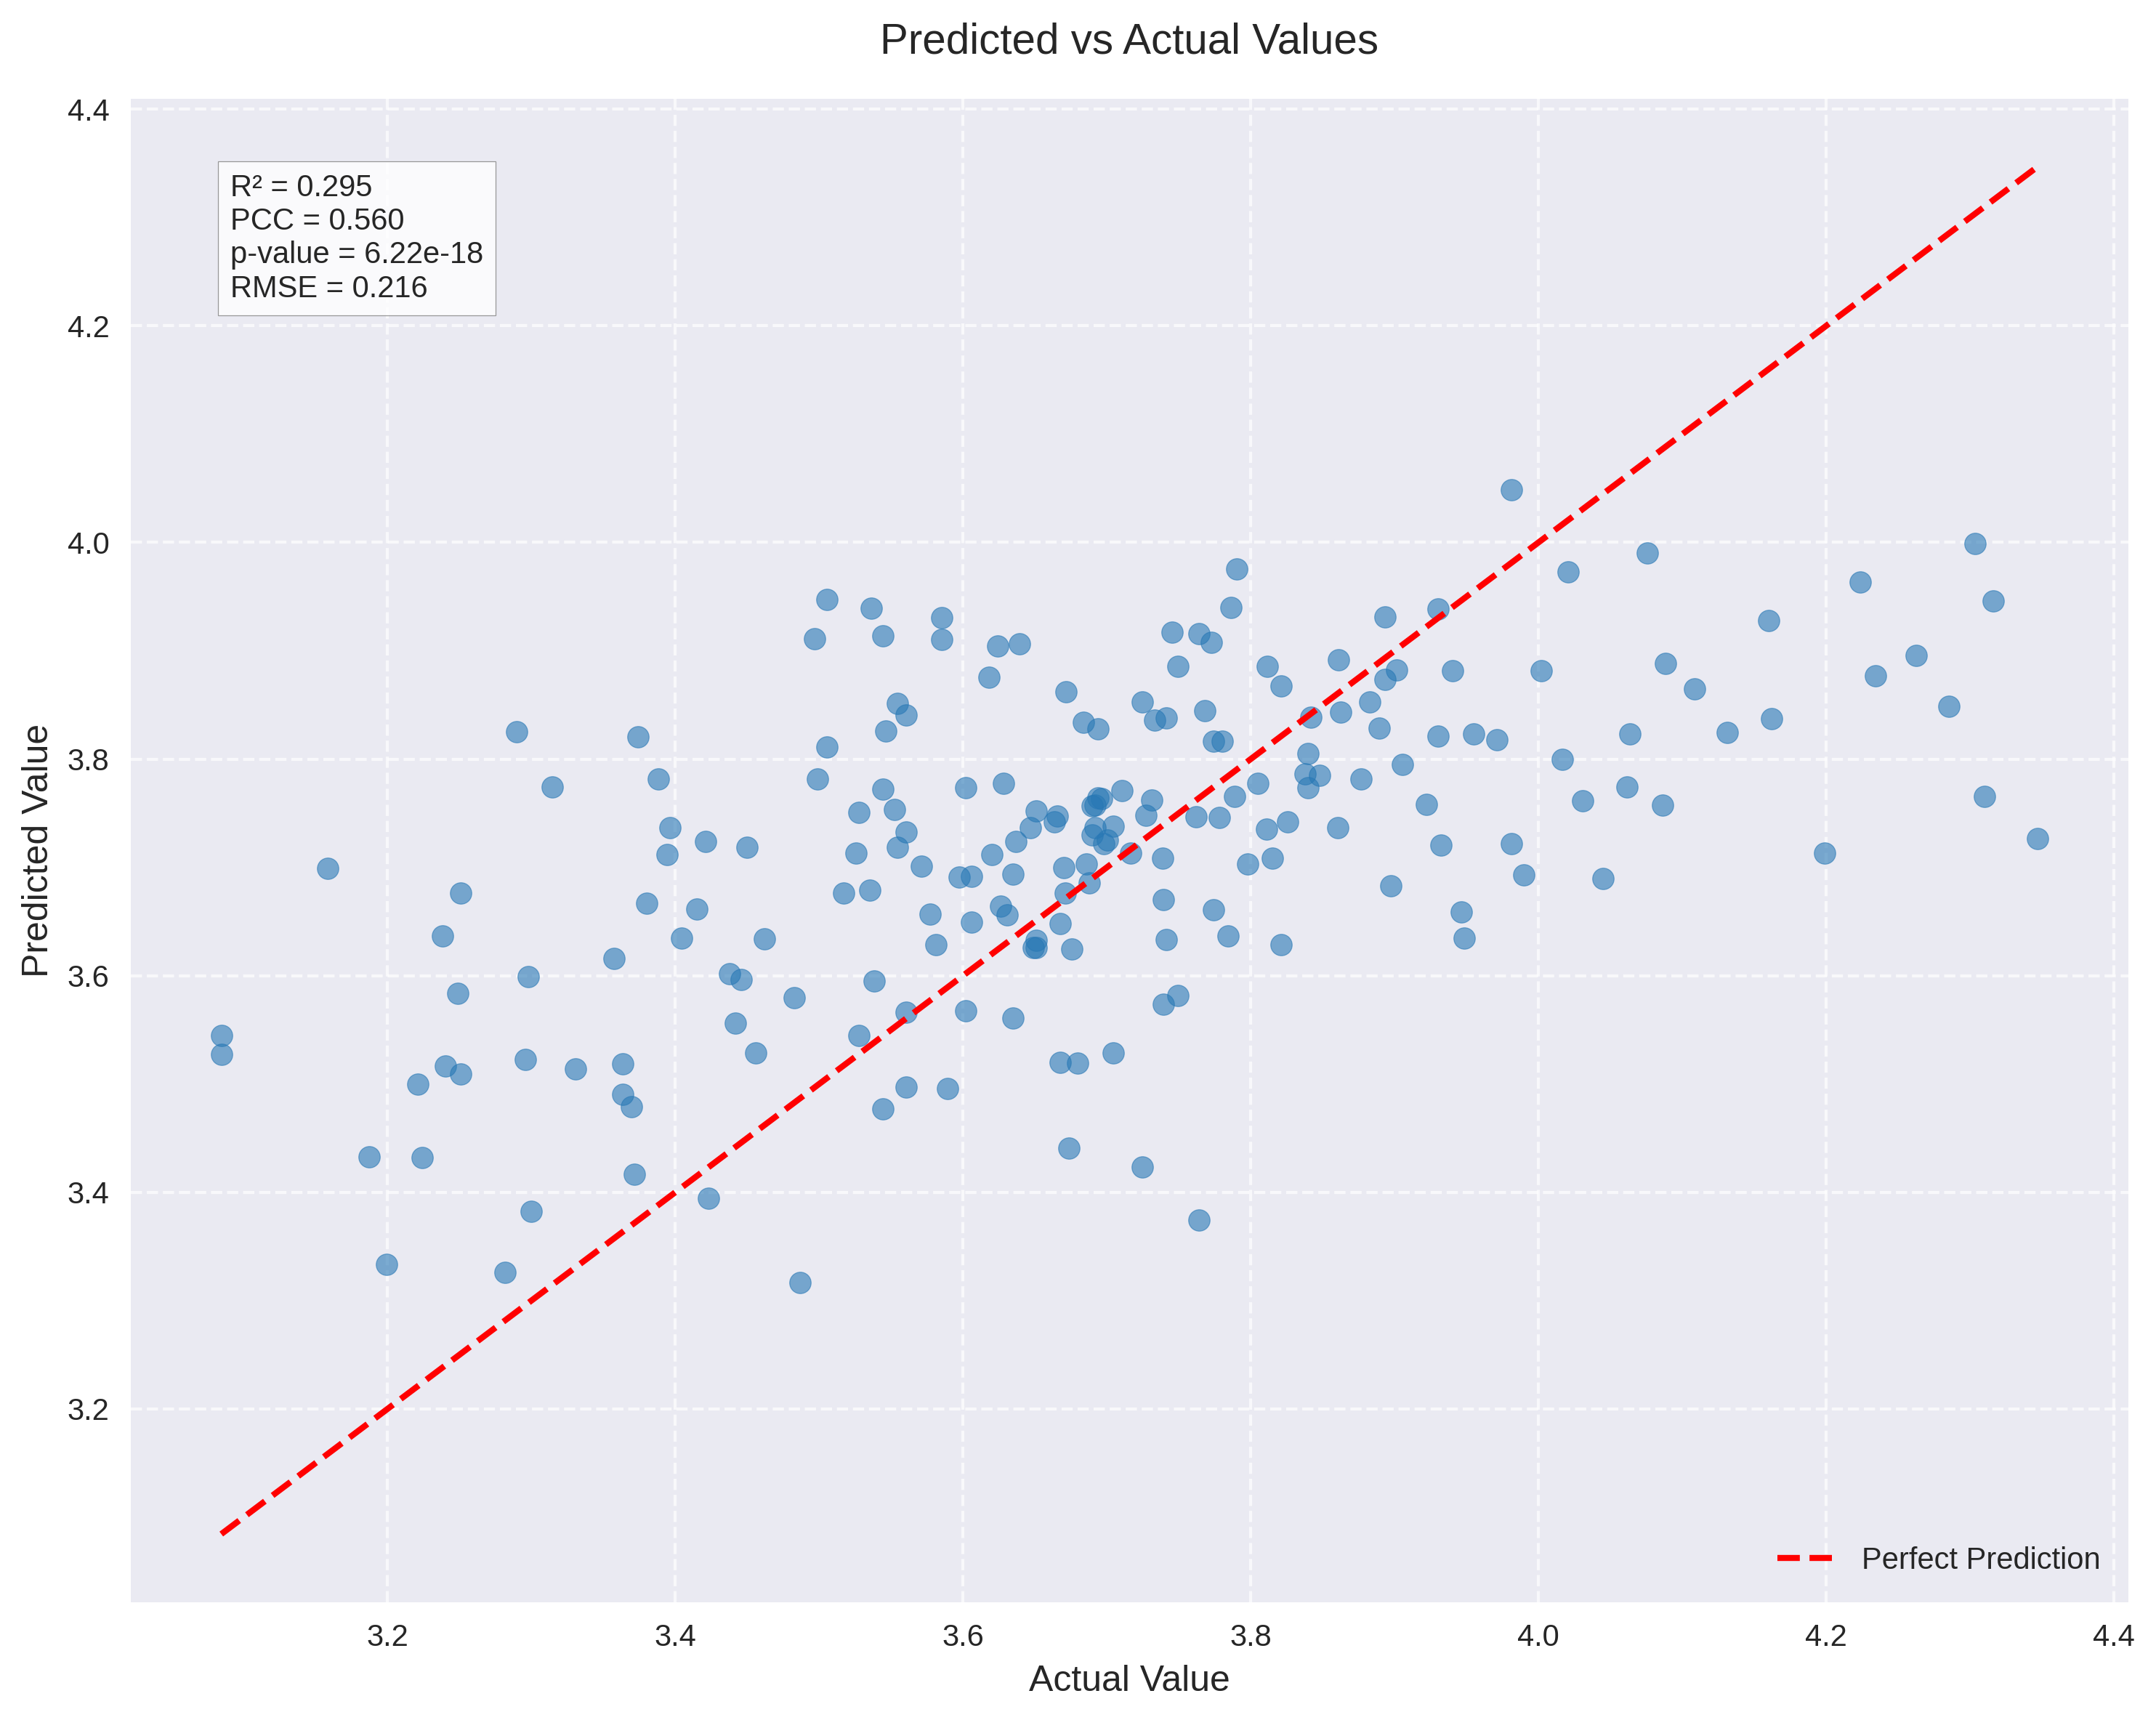 Predicted vs Actual Values
4.4
R² = 0.295
PCC = 0.560
p-value = 6.22e-18
RMSE = 0.216
4.2
4.0
3.8
3.6
3.4
3.2
Predicted Value
Perfect Prediction
3.2 3.4 3.6 3.8 4.0 4.2 4.4
Actual Value